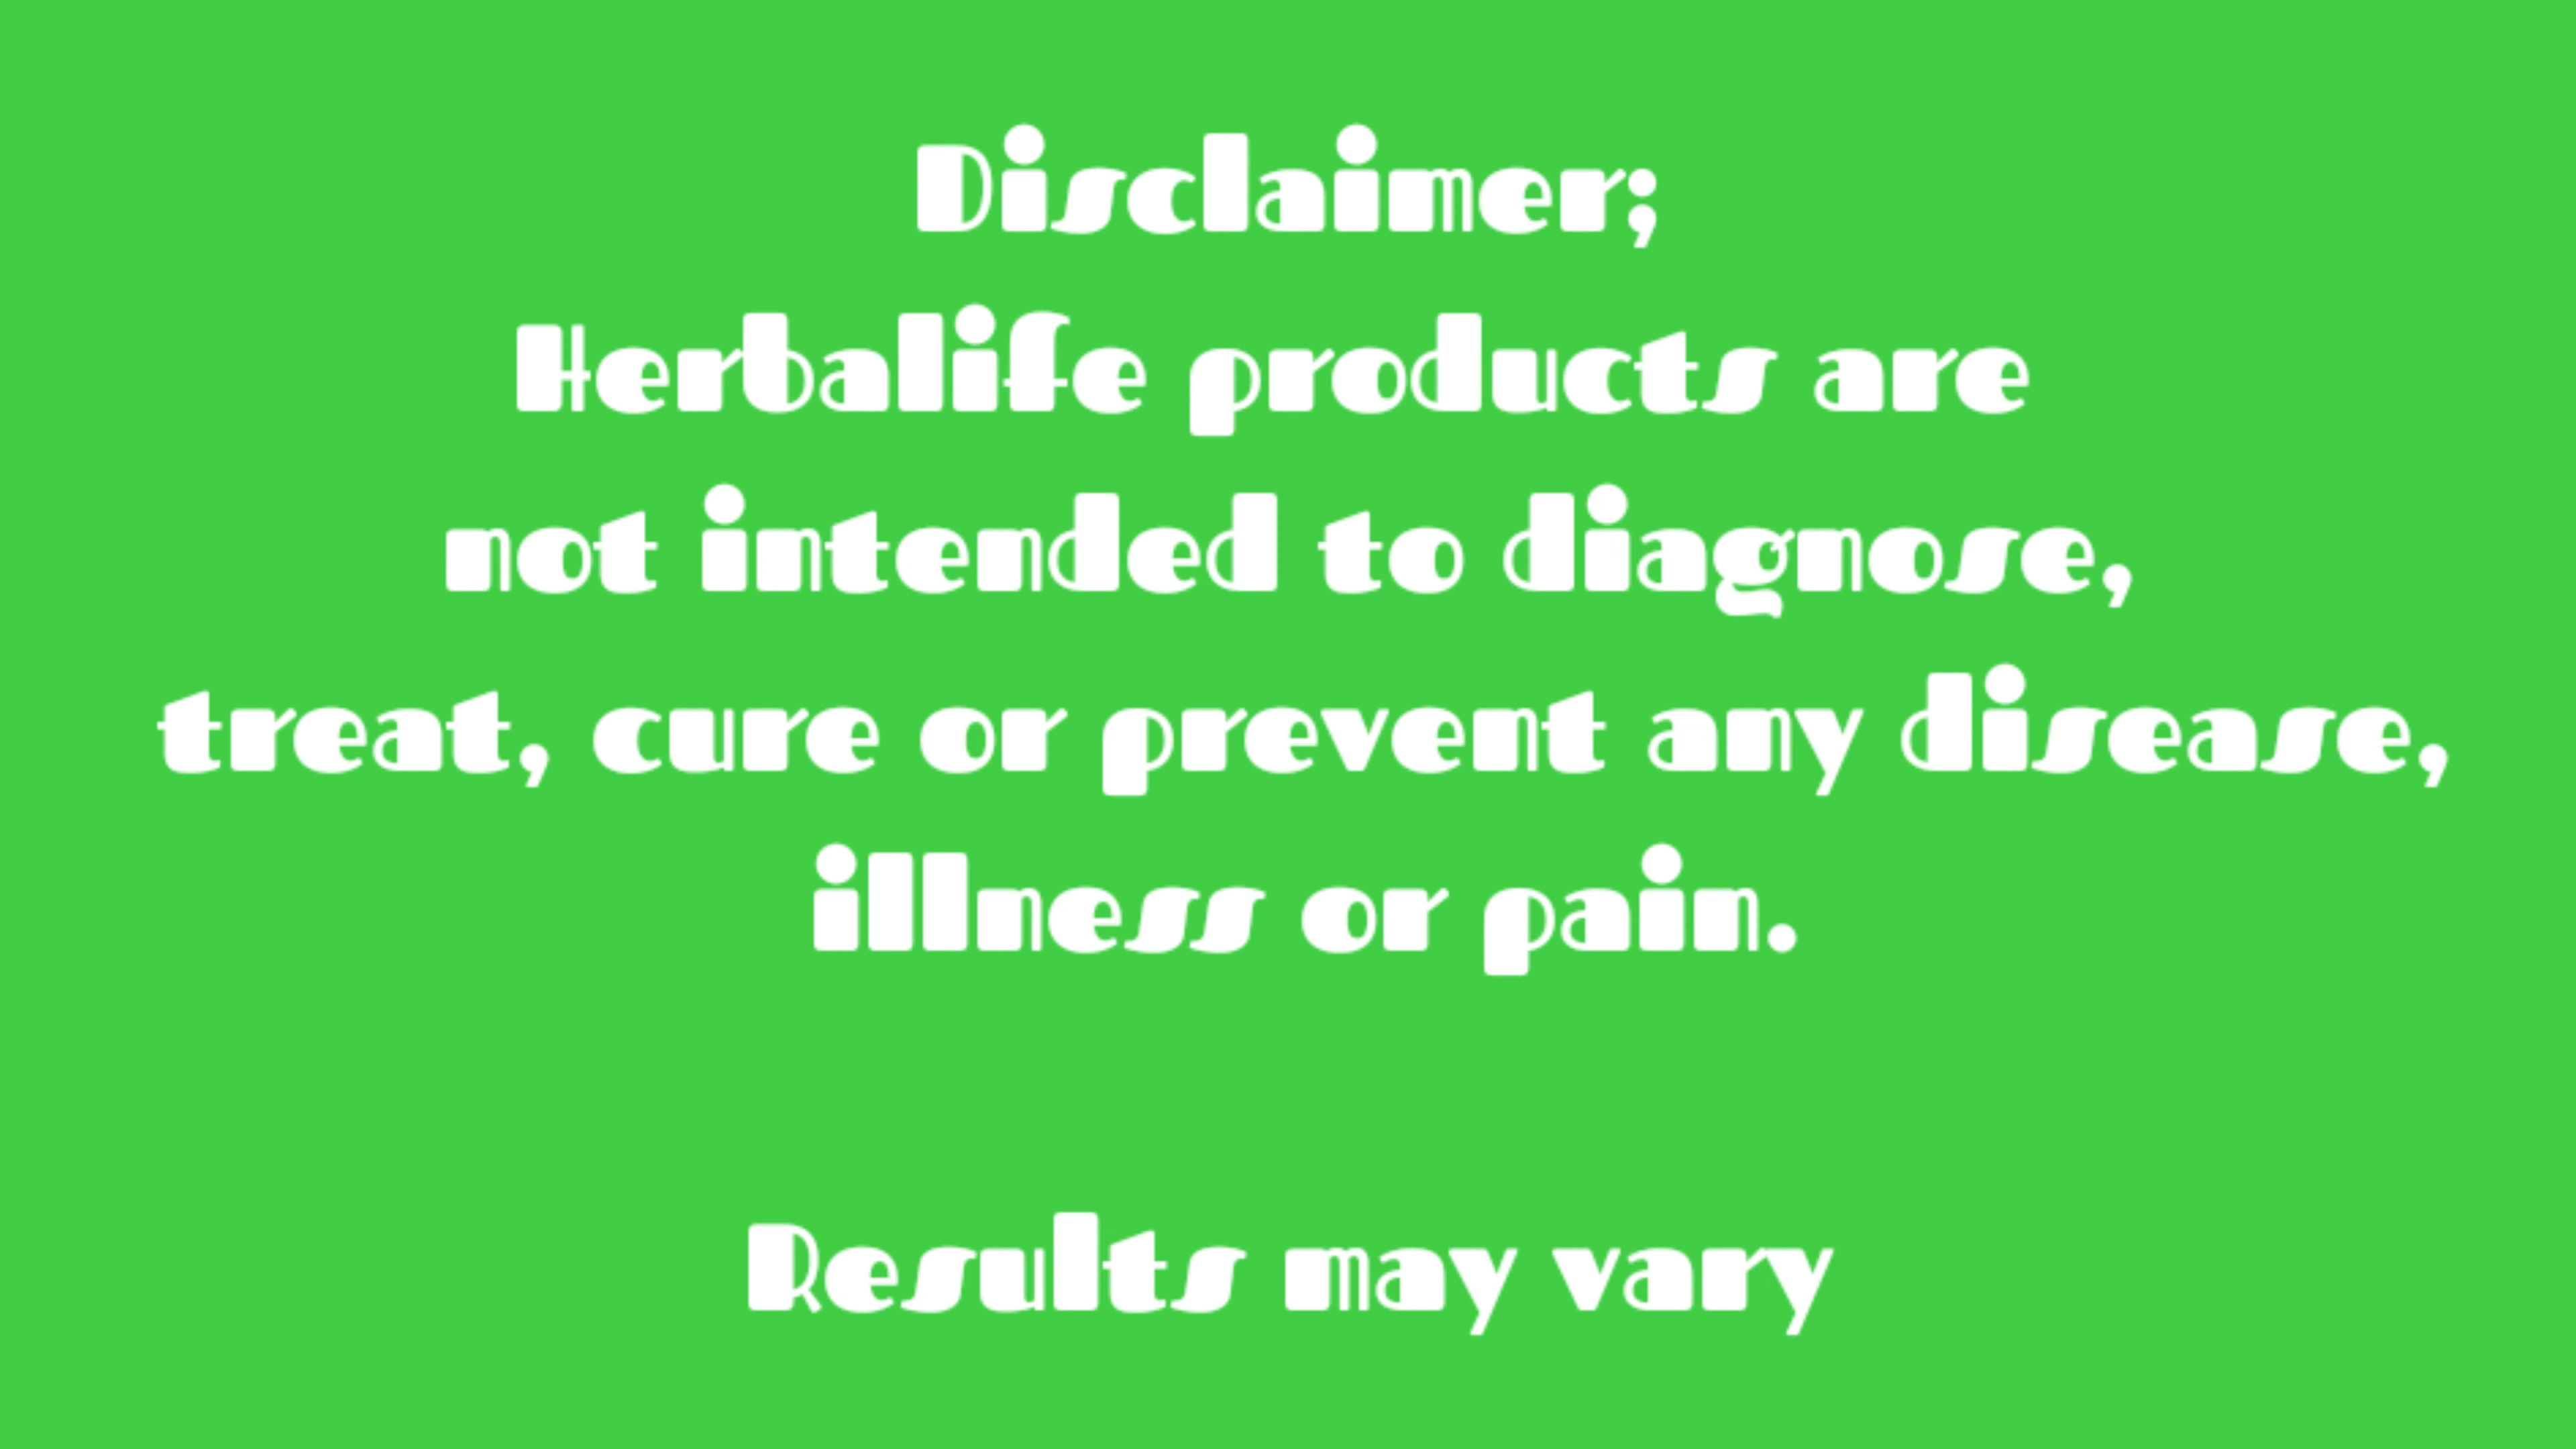 Disclaimer;
Herbalife products are
not intended to diagnose,
treat, cure or prevent any disease,
illness or pain.
Results may vary